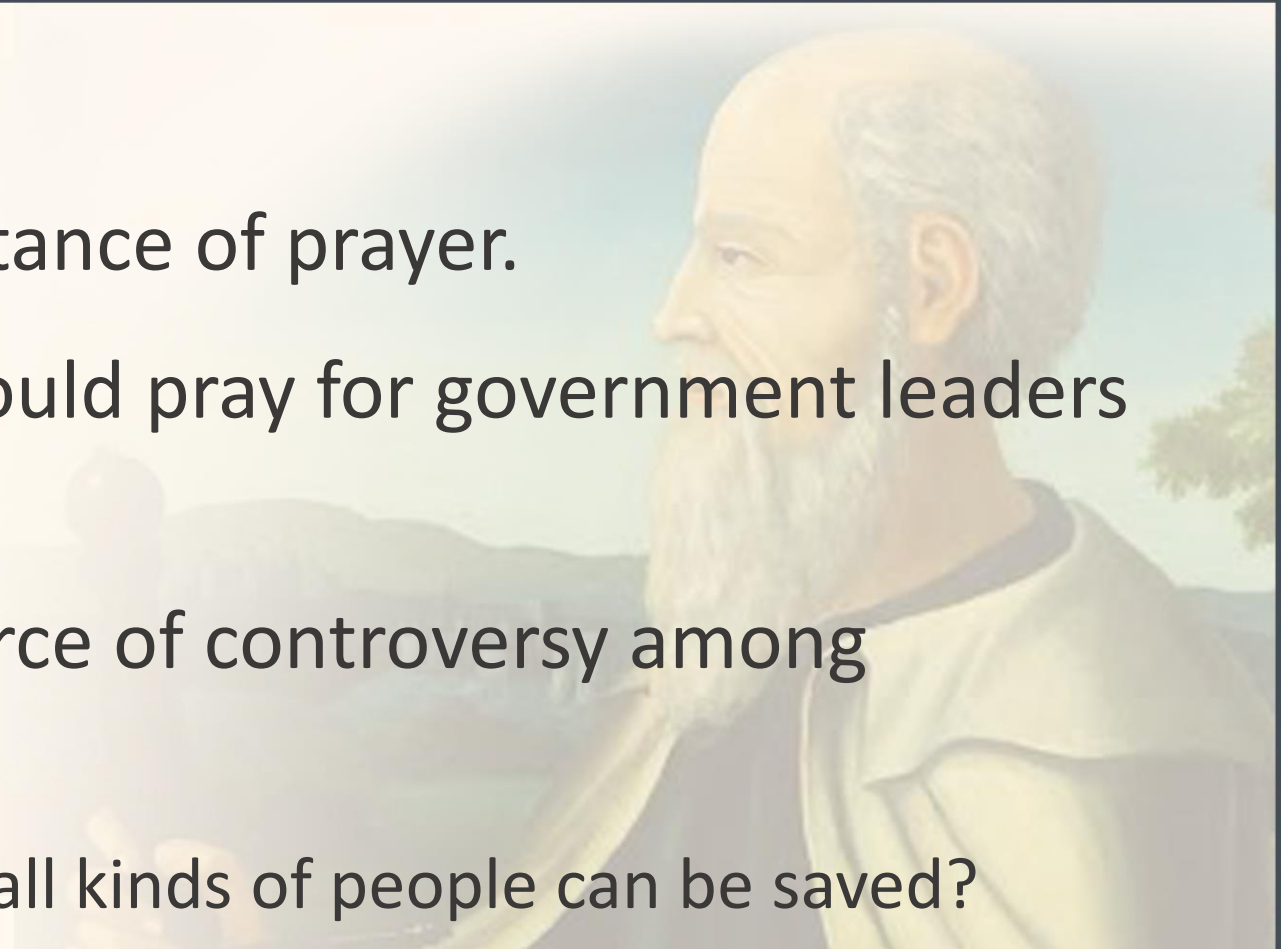 tance of prayer.
ould pray for government leaders
rce of controversy among
all kinds of people can be saved?